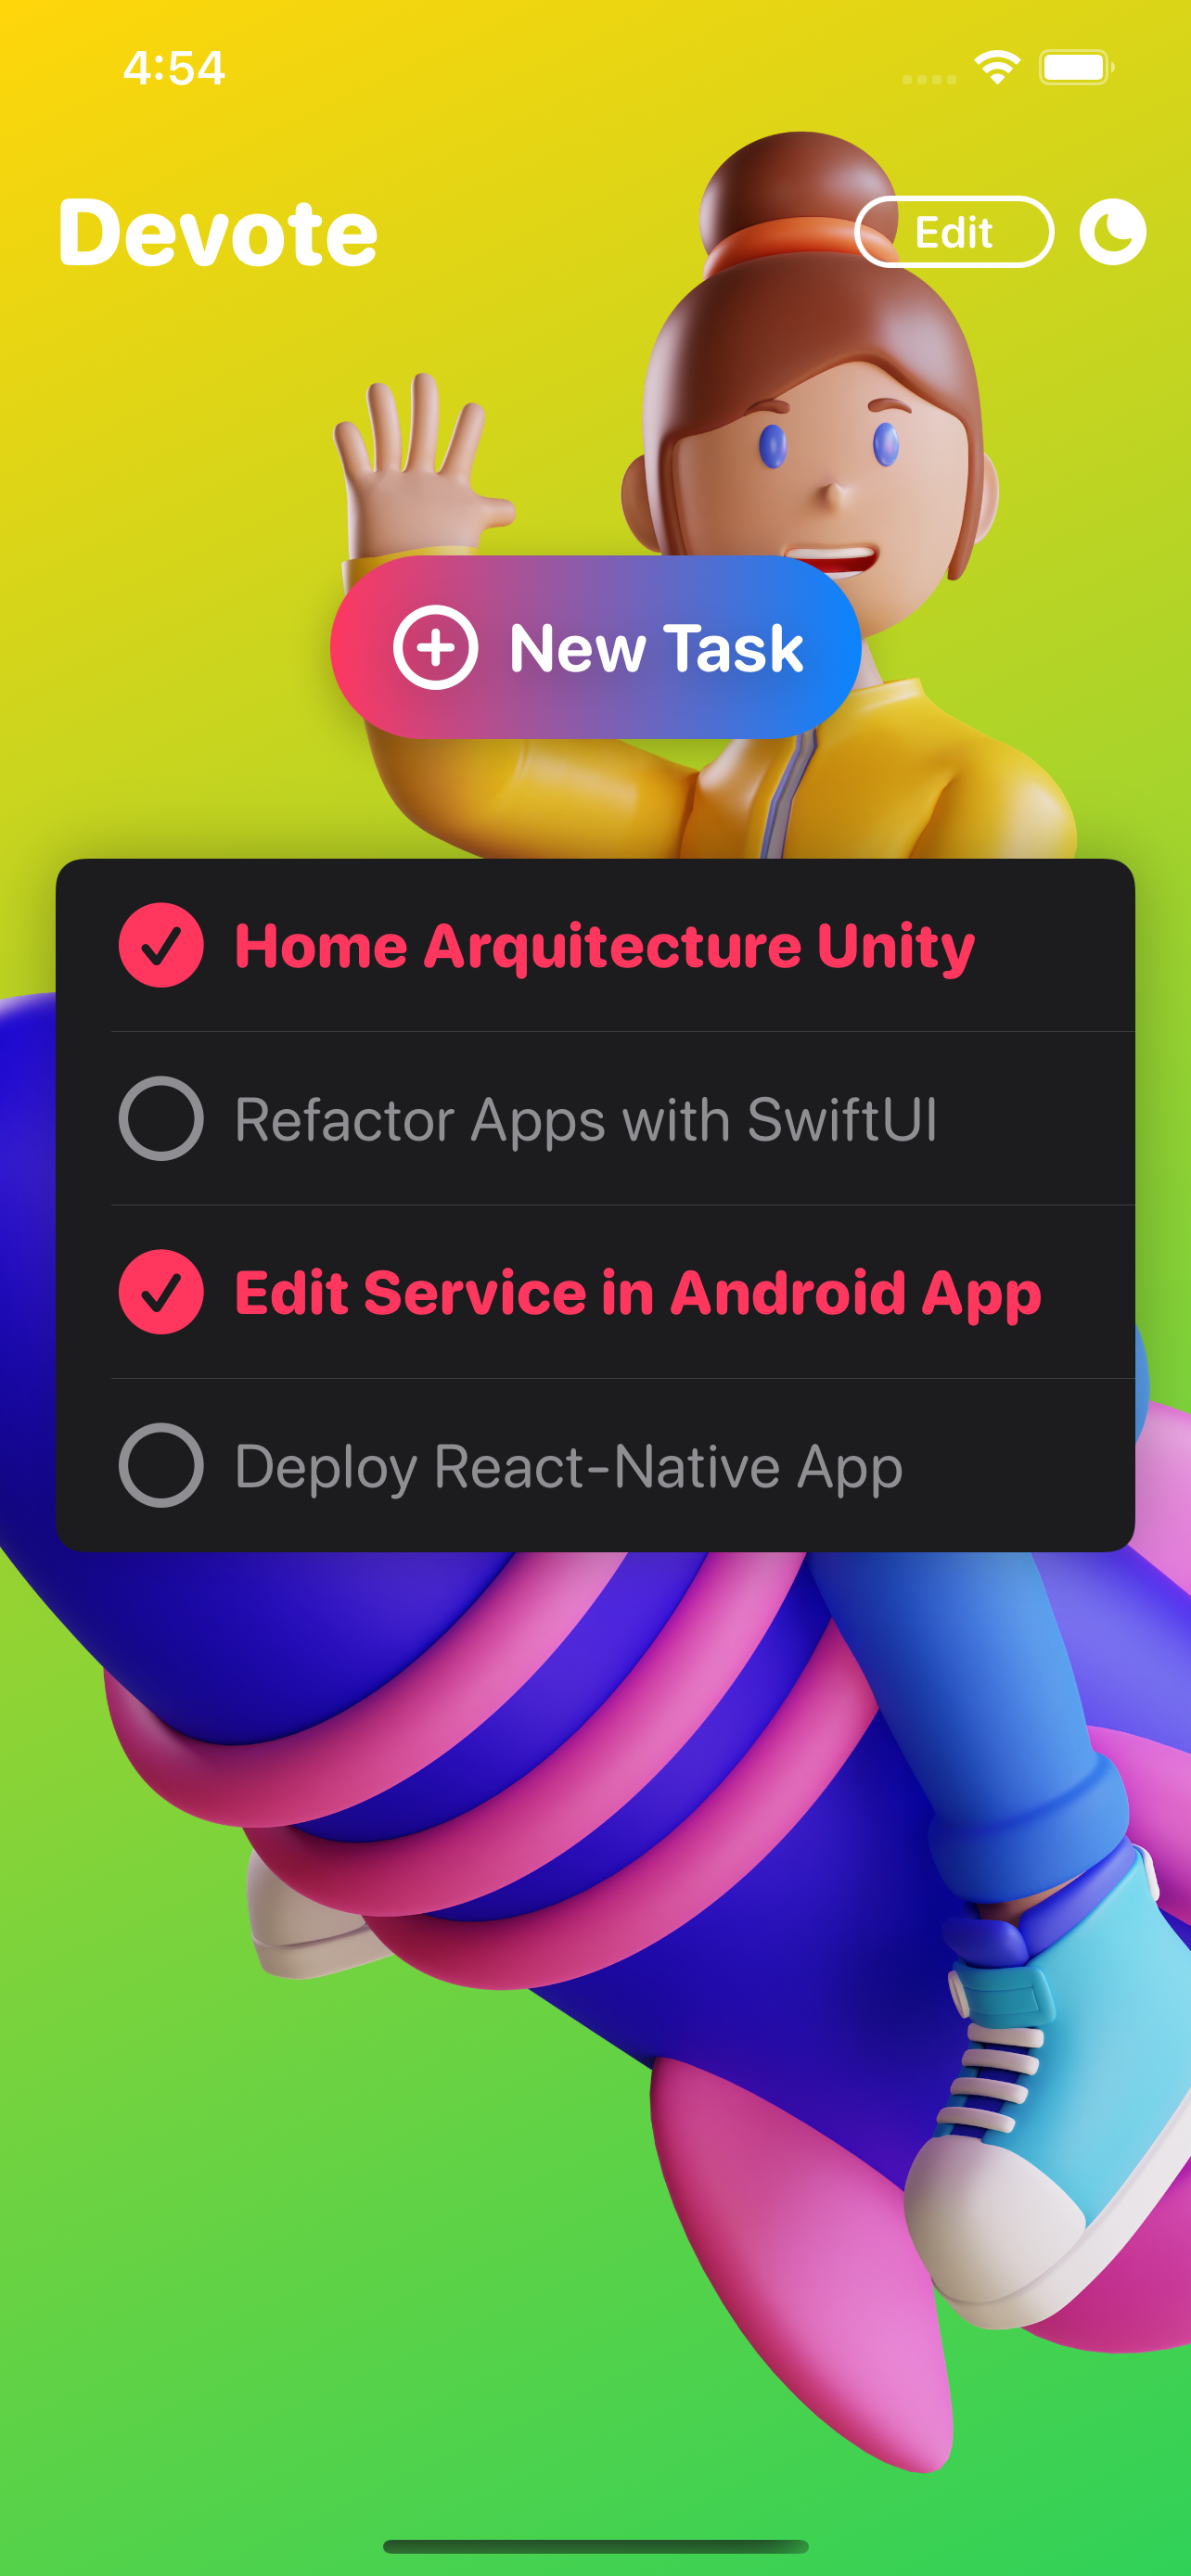 4:54
Devote
Edit
New Task
Home Arquitecture Unity
Refactor Apps with SwiftUI
Edit Service in Android App
Deploy React-Native App